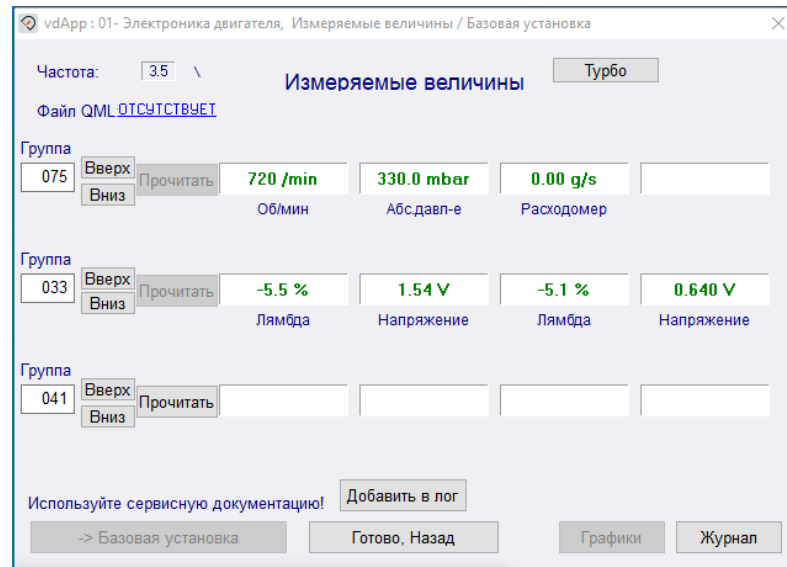 vdApp : 01- Электроника двигателя, Измеряемые величины / Базовая установка
Частота: 3.5 \ Турбо
Измеряемые величины
Файл QML:ОТСУТСТВУЕТ
Группа
075 Вверх Вниз Прочитать 720 /min 330.0 mbar 0.00 g/s
Об/мин Абс.давл-е Расходомер
Группа
033 Вверх Вниз Прочитать -5.5 % 1.54 V -5.1 % 0.640 V
Лямбда Напряжение Лямбда Напряжение
Группа
041 Вверх Вниз Прочитать
Используйте сервисную документацию! Добавить в лог
-> Базовая установка Готово, Назад Графики Журнал